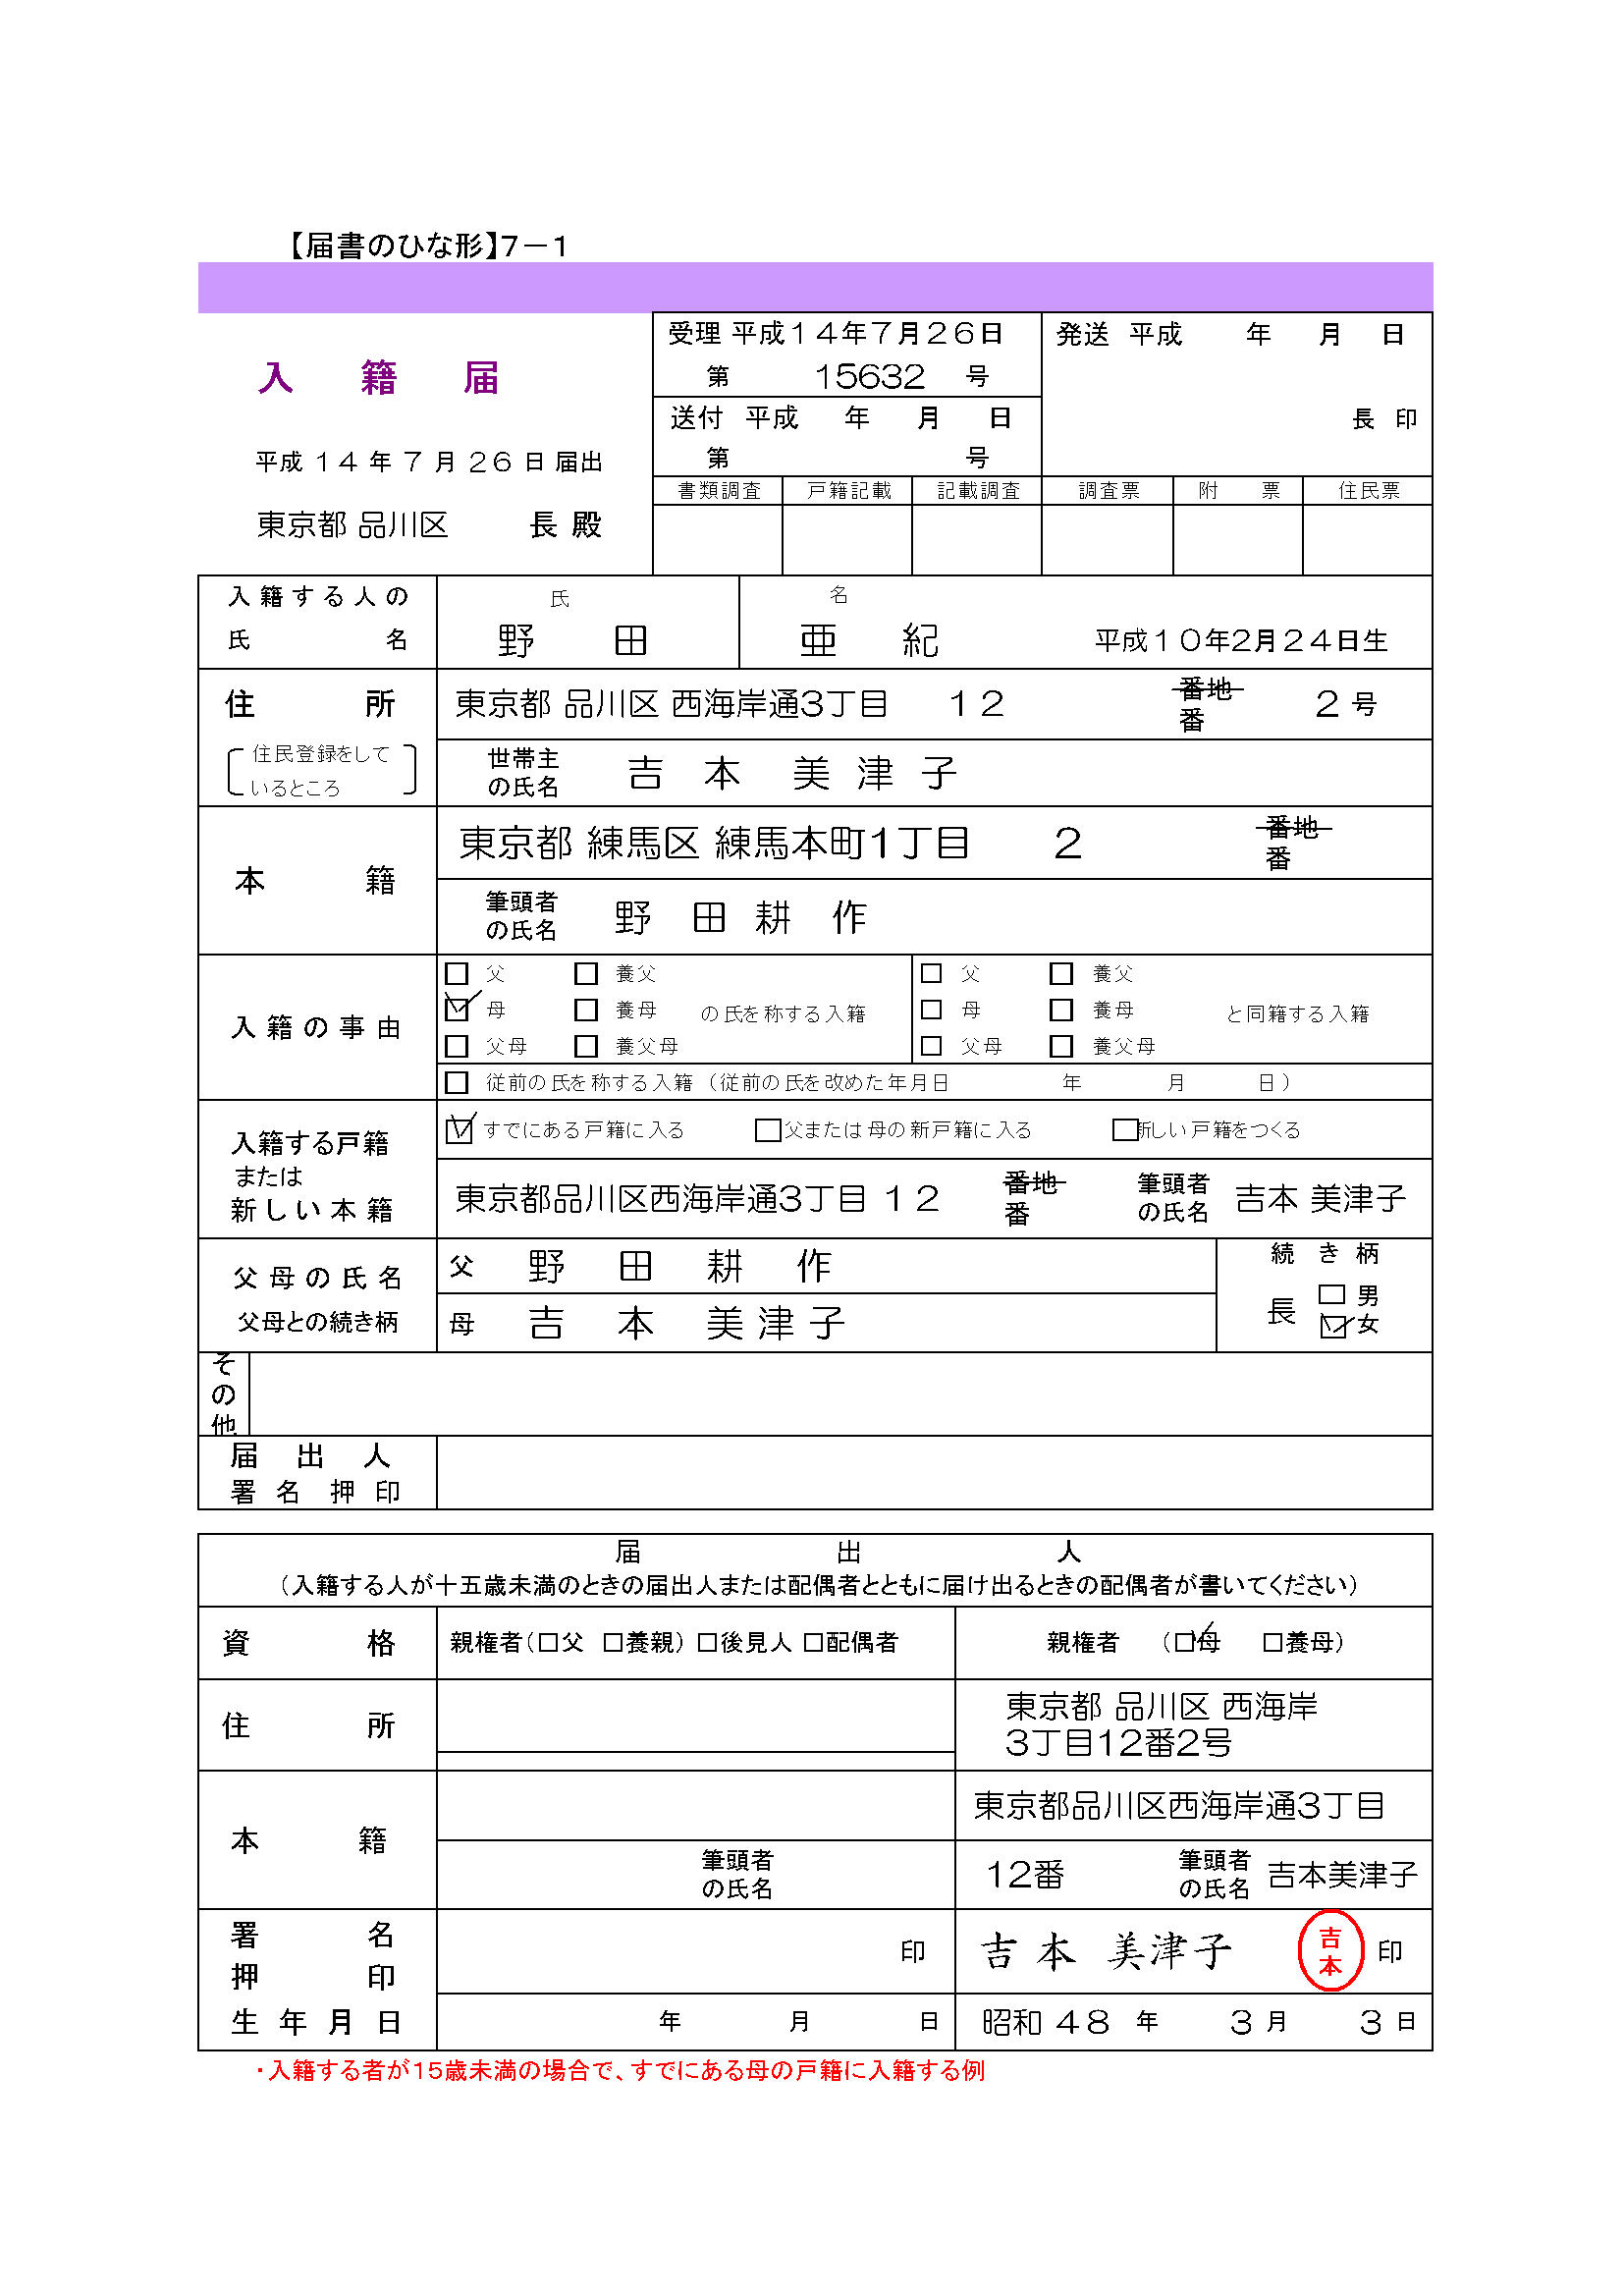 【届書のひな形】７－１
入　籍　届
平成 １４ 年 ７ 月 ２６ 日 届出
東京都 品川区　長 殿
受理 平成１４年７月２６日
第　15632　号
送付 平成　年　月　日
第　号
発送 平成　年　月　日
長 印
書類調査　戸籍記載　記載調査　調査票　附　票　住民票
入籍する人の
氏　名
氏
野　田
名
亜　紀　平成１０年２月２４日生
住　所
住民登録をして
いるところ
東京都 品川区 西海岸通３丁目　１２　番地　２ 号
番
世帯主
の氏名　吉 本 美 津 子
本　籍
東京都 練馬区 練馬本町１丁目　２　番地
番
筆頭者
の氏名　野 田 耕 作
入籍の事由
□ 父　□ 養父
☑ 母　□ 養母　の氏を称する入籍
□ 父母　□ 養父母
□ 父　□ 養父
□ 母　□ 養母　と同籍する入籍
□ 父母　□ 養父母
□ 従前の氏を称する入籍（従前の氏を改めた年月日　年　月　日）
入籍する戸籍
または
新しい本籍
☑ すでにある戸籍に入る　□ 父または母の新戸籍に入る　□ 新しい戸籍をつくる
東京都品川区西海岸通３丁目 １２　番地
番
筆頭者
の氏名　吉本 美津子
父母の氏名
父母との続き柄
父　野 田 耕 作
母　吉 本 美 津 子
続 き 柄
長　□ 男
☑ 女
その他
届 出 人
署 名 押 印
届　出　人
（入籍する人が十五歳未満のときの届出人または配偶者とともに届け出るときの配偶者が書いてください）
資　格
親権者（□父　□養親）□後見人 □配偶者
親権者　（☑母　□養母）
住　所
東京都 品川区 西海岸
３丁目１２番２号
本　籍
東京都品川区西海岸通３丁目
筆頭者
の氏名
１２番　筆頭者
の氏名　吉本美津子
署　名
押　印
印
吉 本 美津子　吉本　印
生 年 月 日
年　月　日
昭和 ４８ 年　３ 月　３ 日
・入籍する者が１５歳未満の場合で、すでにある母の戸籍に入籍する例